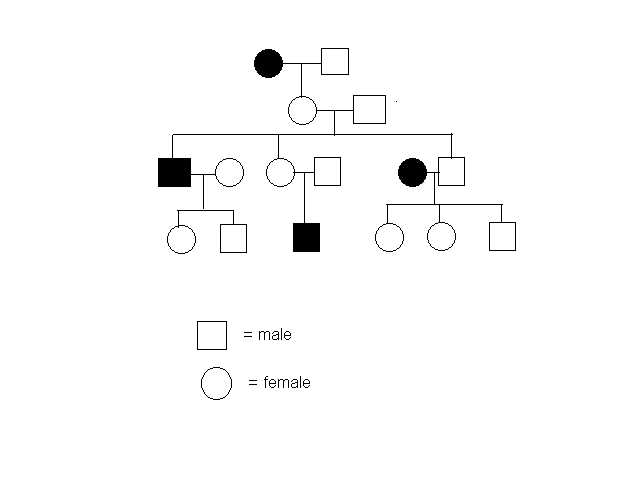 = male
= female